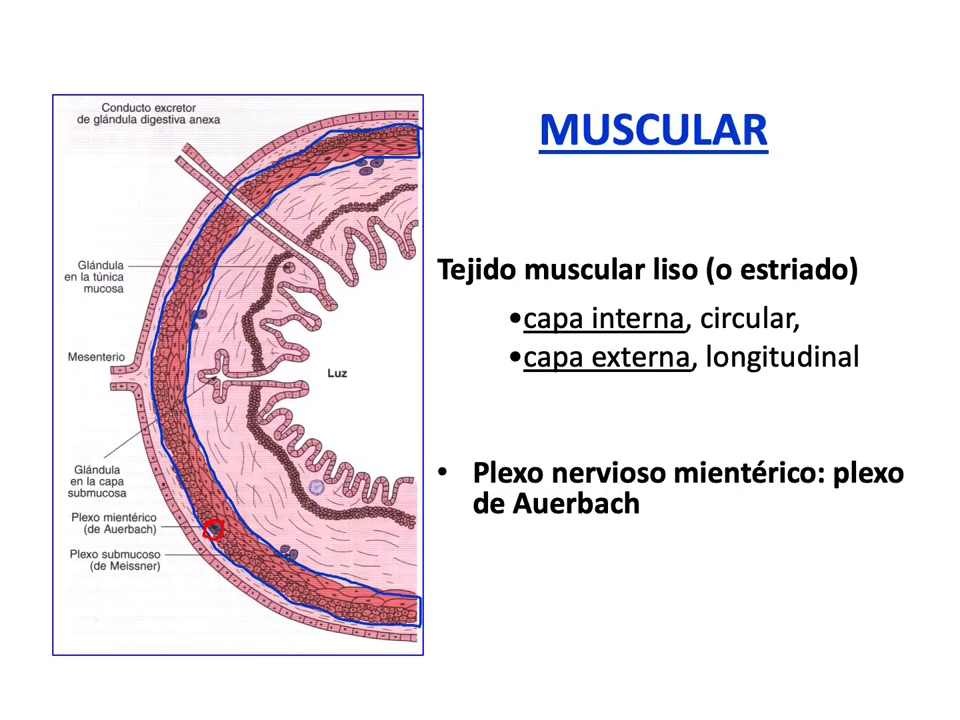 Conducto excretor
de glándula digestiva anexa
MUSCULAR
Glándula
en la túnica
mucosa
Tejido muscular liso (o estriado)
•capa interna, circular,
•capa externa, longitudinal
Mesenterio
Luz
Glándula
en la capa
submucosa
• Plexo nervioso mientérico: plexo
de Auerbach
Plexo mientérico
(de Auerbach)
Plexo submucoso
(de Meissner)